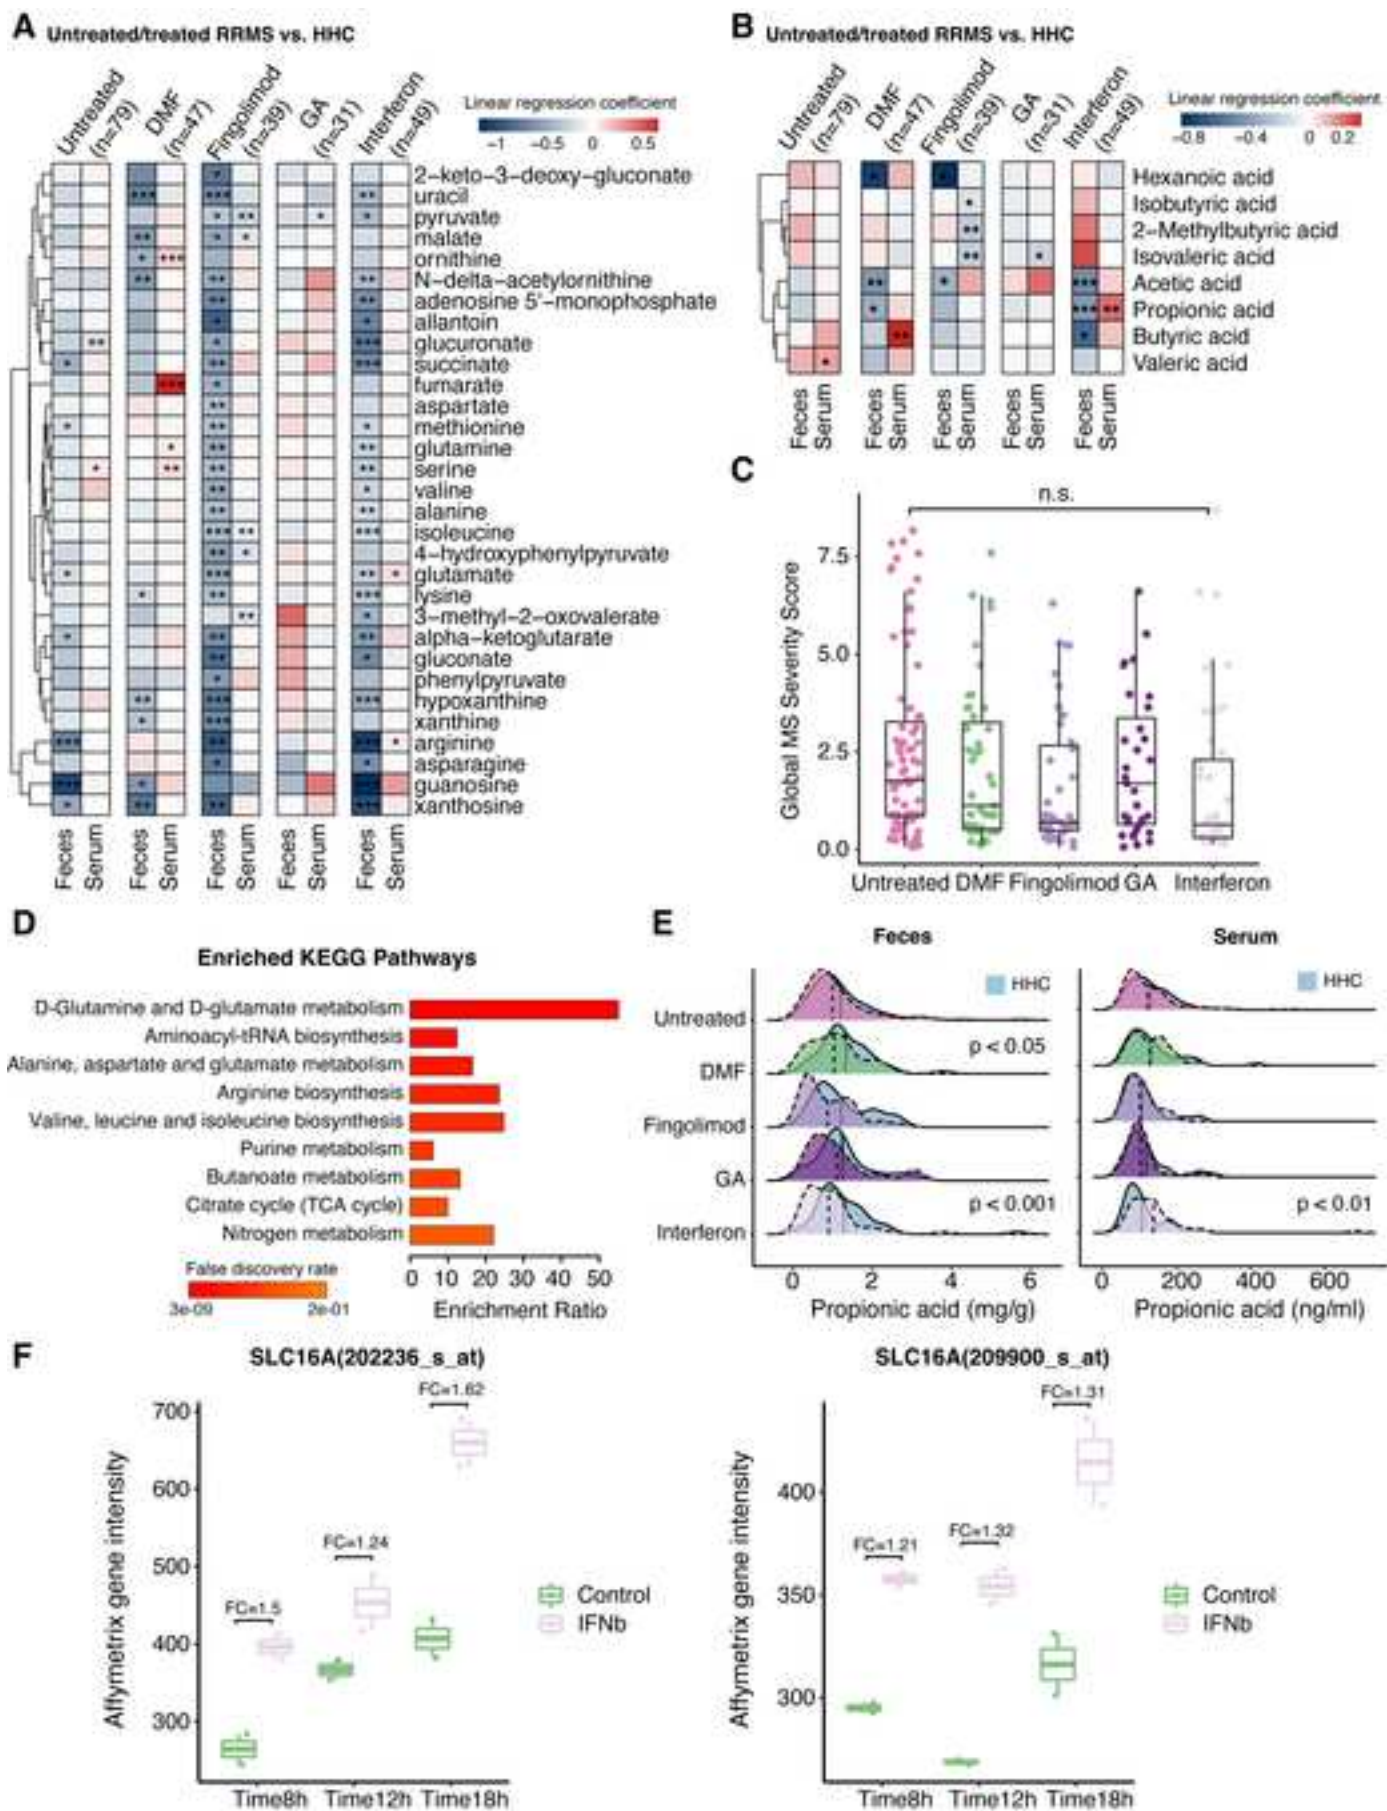 A Untreated/treated RRMS vs. HHC
Untreated (n=79)
DMF (n=47)
Fingolimod (n=39)
GA (n=31)
Interferon (n=49)
Linear regression coefficient
−1 −0.5 0 0.5
2−keto−3−deoxy−gluconate
uracil
pyruvate
malate
ornithine
N−delta−acetylornithine
adenosine 5'−monophosphate
allantoin
glucuronate
succinate
fumarate
aspartate
methionine
glutamine
serine
valine
alanine
isoleucine
4−hydroxyphenylpyruvate
glutamate
lysine
3−methyl−2−oxovalerate
alpha−ketoglutarate
gluconate
phenylpyruvate
hypoxanthine
xanthine
arginine
asparagine
guanosine
xanthosine
Feces Serum Feces Serum Feces Serum Feces Serum Feces Serum
B Untreated/treated RRMS vs. HHC
Untreated (n=79)
DMF (n=47)
Fingolimod (n=39)
GA (n=31)
Interferon (n=49)
Linear regression coefficient
−0.8 −0.4 0 0.2
Hexanoic acid
Isobutyric acid
2−Methylbutyric acid
Isovaleric acid
Acetic acid
Propionic acid
Butyric acid
Valeric acid
Feces Serum Feces Serum Feces Serum Feces Serum Feces Serum
C
n.s.
Global MS Severity Score
7.5
5.0
2.5
0.0
Untreated DMF Fingolimod GA Interferon
D
Enriched KEGG Pathways
D-Glutamine and D-glutamate metabolism
Aminoacyl-tRNA biosynthesis
Alanine, aspartate and glutamate metabolism
Arginine biosynthesis
Valine, leucine and isoleucine biosynthesis
Purine metabolism
Butanoate metabolism
Citrate cycle (TCA cycle)
Nitrogen metabolism
False discovery rate
3e-09 2e-01
0 10 20 30 40 50
Enrichment Ratio
E
Feces Serum
HHC HHC
Untreated
p < 0.05
DMF
Fingolimod
GA
p < 0.001 p < 0.01
Interferon
0 2 4 6
Propionic acid (mg/g)
0 200 400 600
Propionic acid (ng/ml)
F
SLC16A(202236_s_at)
FC=1.62
FC=1.24
FC=1.5
Affymetrix gene intensity
700
600
500
400
300
Control
IFNb
Time8h Time12h Time18h
SLC16A(209900_s_at)
FC=1.31
FC=1.32
FC=1.21
Affymetrix gene intensity
400
350
300
Control
IFNb
Time8h Time12h Time18h